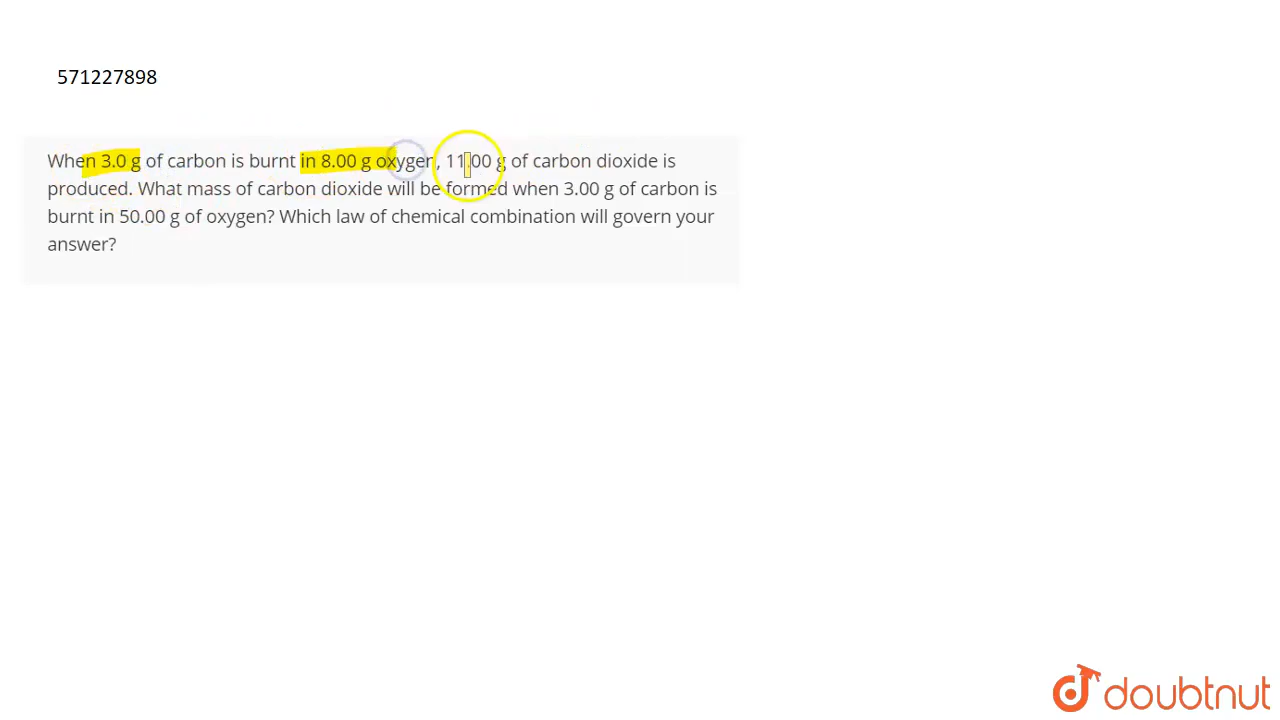 571227898
When 3.0 g of carbon is burnt in 8.00 g oxygen, 11.00 g of carbon dioxide is
produced. What mass of carbon dioxide will be formed when 3.00 g of carbon is
burnt in 50.00 g of oxygen? Which law of chemical combination will govern your
answer?
doubtnut